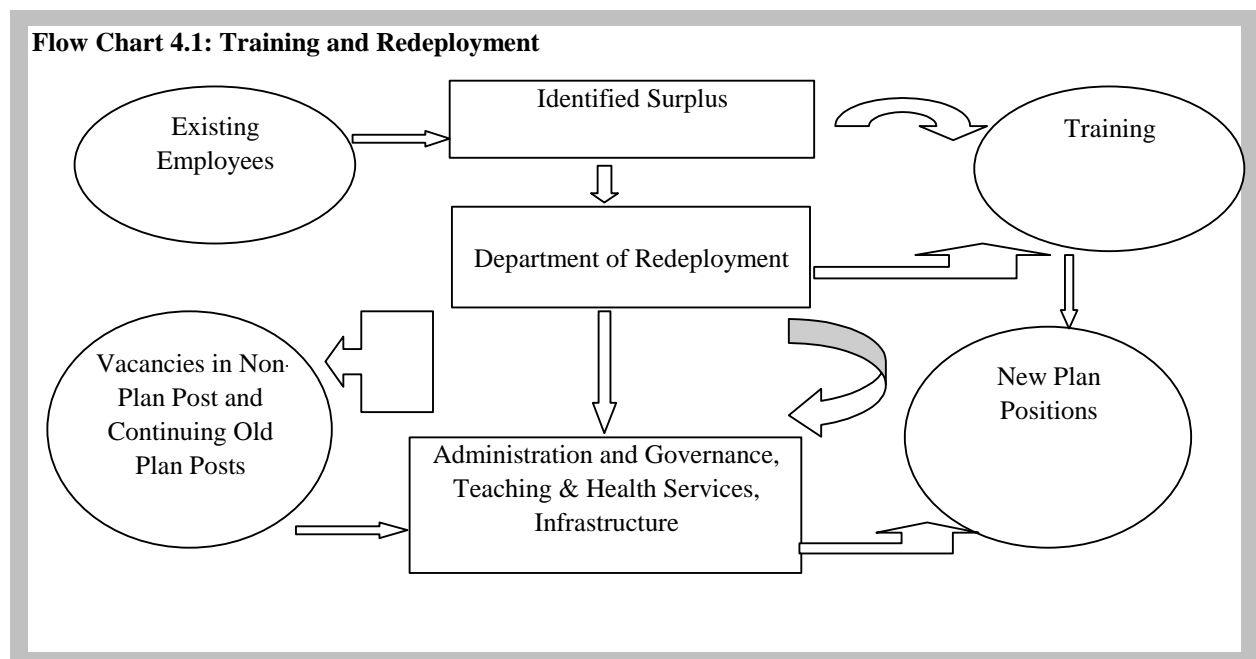 Flow Chart 4.1: Training and Redeployment
Existing
Employees
Identified Surplus
Training
Department of Redeployment
Vacancies in Non-
Plan Post and
Continuing Old
Plan Posts
New Plan
Positions
Administration and Governance,
Teaching & Health Services,
Infrastructure